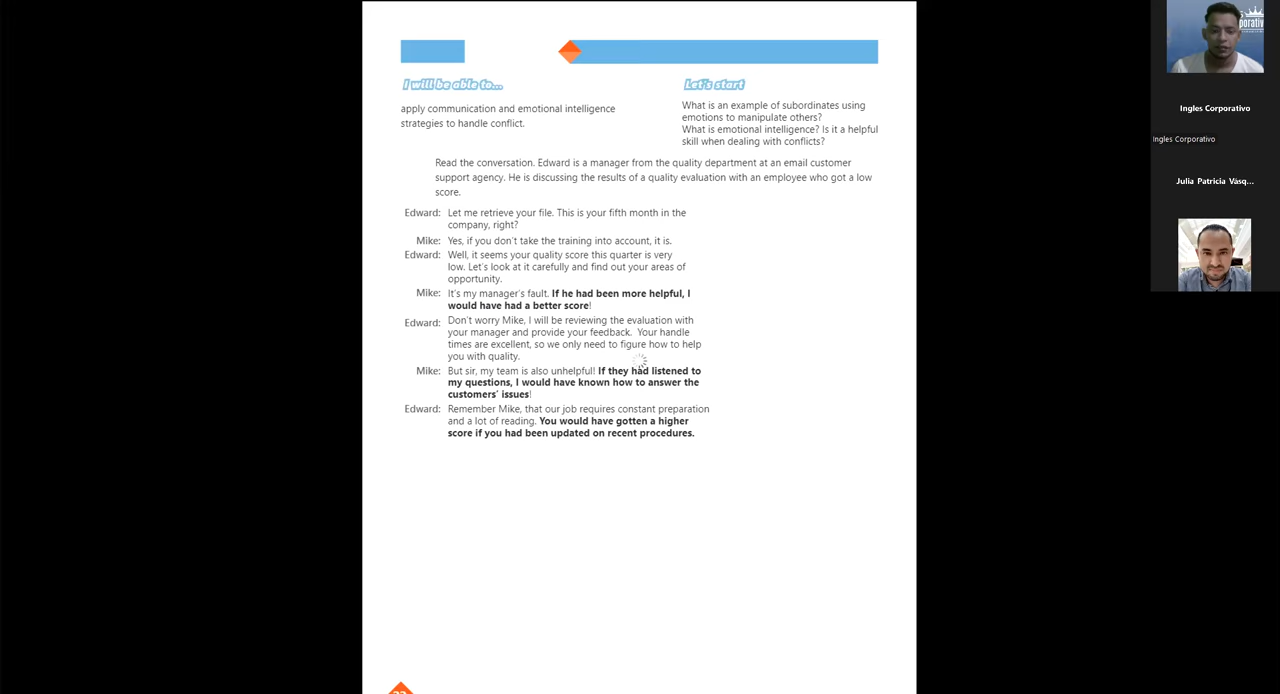 I will be able to...
apply communication and emotional intelligence
strategies to handle conflict.
Let's start
What is an example of subordinates using
emotions to manipulate others?
What is emotional intelligence? Is it a helpful
skill when dealing with conflicts?
Read the conversation. Edward is a manager from the quality department at an email customer
support agency. He is discussing the results of a quality evaluation with an employee who got a low
score.
Edward: Let me retrieve your file. This is your fifth month in the
company, right?
Mike: Yes, if you don't take the training into account, it is.
Edward: Well, it seems your quality score this quarter is very
low. Let's look at it carefully and find out your areas of
opportunity.
Mike: It's my manager's fault. If he had been more helpful, I
would have had a better score!
Edward: Don't worry Mike, I will be reviewing the evaluation with
your manager and provide your feedback. Your handle
times are excellent, so we only need to figure how to help
you with quality.
Mike: But sir, my team is also unhelpful! If they had listened to
my questions, I would have known how to answer the
customers' issues!
Edward: Remember Mike, that our job requires constant preparation
and a lot of reading. You would have gotten a higher
score if you had been updated on recent procedures.
Ingles Corporativo
Ingles Corporativo
Julia Patricia Vásq...